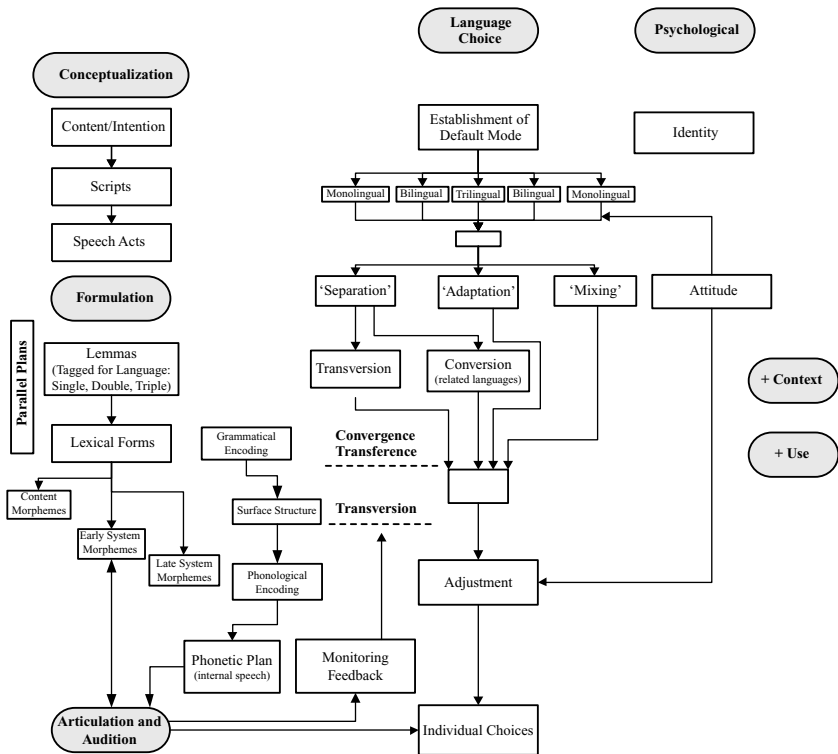 Language
Choice
Psychological
Conceptualization
Content/Intention
Scripts
Speech Acts
Formulation
Parallel Plans
Lemmas
(Tagged for Language:
Single, Double, Triple)
Lexical Forms
Content
Morphemes
Early System
Morphemes
Late System
Morphemes
Grammatical
Encoding
Surface Structure
Phonological
Encoding
Phonetic Plan
(internal speech)
Articulation and
Audition
Establishment of
Default Mode
Monolingual
Bilingual
Trilingual
Bilingual
Monolingual
‘Separation’
‘Adaptation’
‘Mixing’
Transversion
Conversion
(related languages)
Convergence
Transference
Transversion
Monitoring
Feedback
Adjustment
Individual Choices
Identity
Attitude
+ Context
+ Use